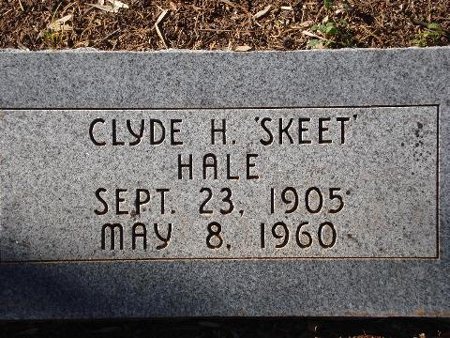 CLYDE H. 'SKEET'
HALE
SEPT. 23, 1905
MAY 8, 1960